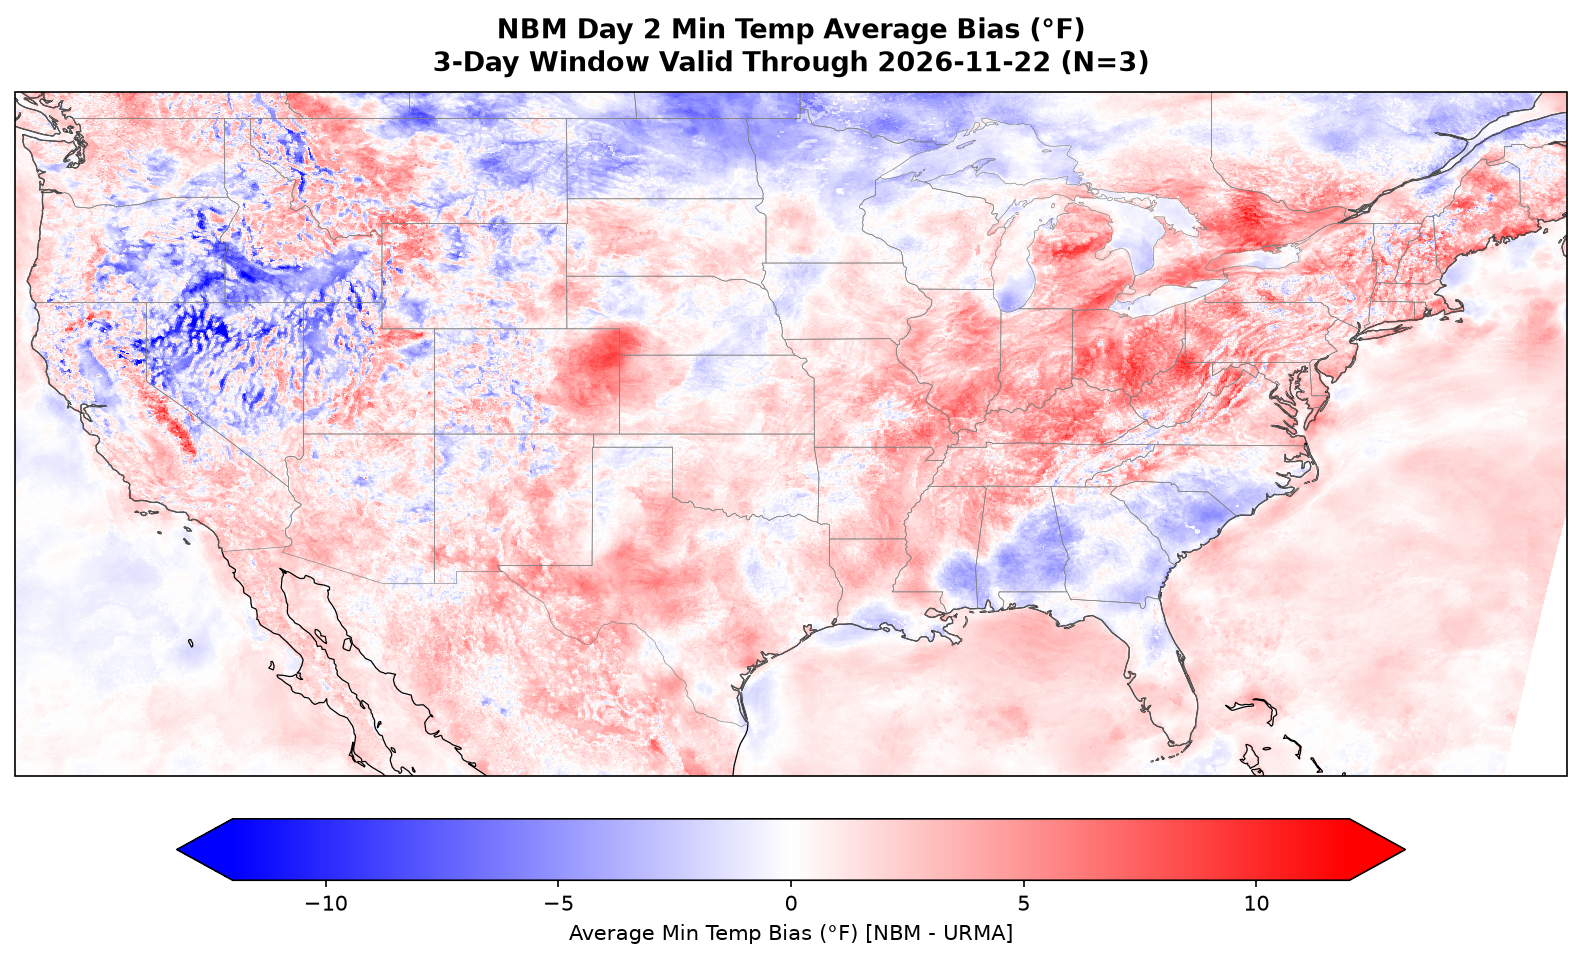 NBM Day 2 Min Temp Average Bias (°F)
3-Day Window Valid Through 2026-11-22 (N=3)
−10 −5 0 5 10
Average Min Temp Bias (°F) [NBM - URMA]